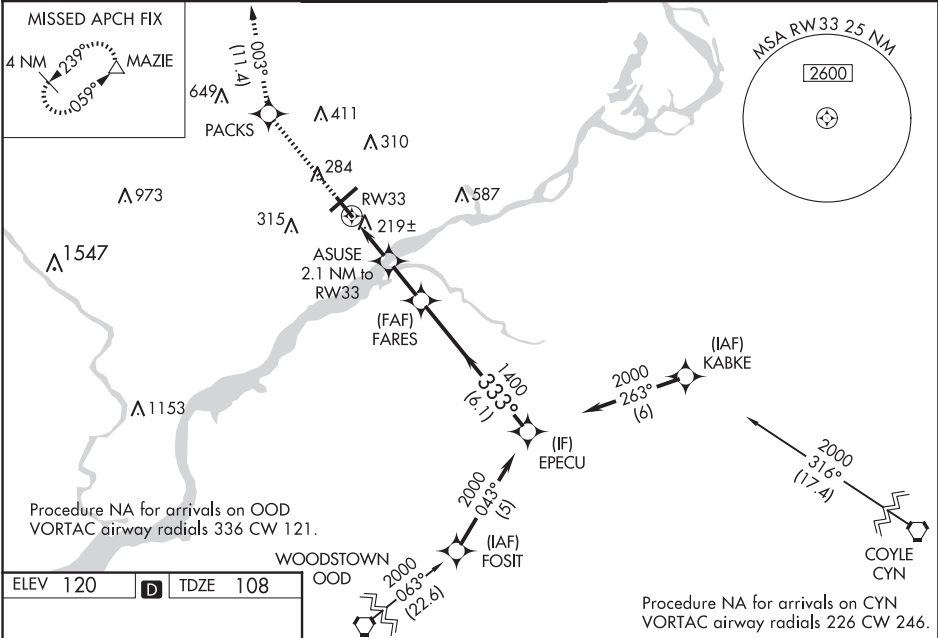 MISSED APCH FIX
4 NM
239°
059°
MAZIE
003°
(11.4)
649
PACKS
411
310
284
973
RW33
587
315
219±
1547
ASUSE
2.1 NM to
RW33
(FAF)
FARES
MSA RW33 25 NM
2600
1400
333°
(6.1)
2000
263°
(6)
(IAF)
KABKE
1153
(IF)
EPECU
2000
316°
(17.4)
2000
043°
(5)
Procedure NA for arrivals on OOD
VORTAC airway radials 336 CW 121.
(IAF)
FOSIT
WOODSTOWN
OOD
2000
063°
(22.6)
COYLE
CYN
ELEV 120
D
TDZE 108
Procedure NA for arrivals on CYN
VORTAC airway radials 226 CW 246.